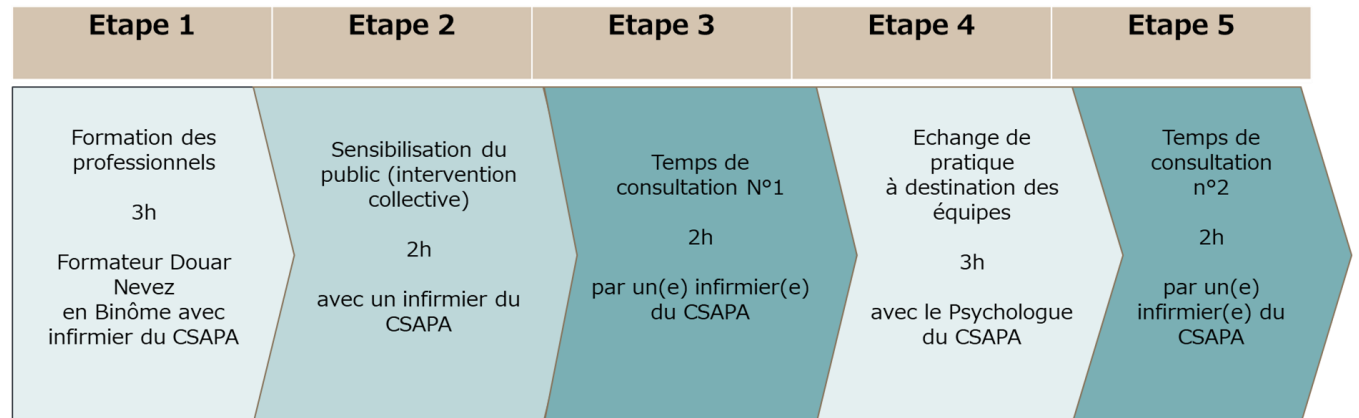 Etape 1
Etape 2
Etape 3
Etape 4
Etape 5
Formation des
professionnels
3h
Formateur Douar
Nevez
en Binôme avec
infirmier du CSAPA
Sensibilisation du
public (intervention
collective)
2h
avec un infirmier du
CSAPA
Temps de
consultation N°1
2h
par un(e) infirmier(e)
du CSAPA
Echange de
pratique
à destination des
équipes
3h
avec le Psychologue
du CSAPA
Temps de
consultation
n°2
2h
par un(e)
infirmier(e) du
CSAPA